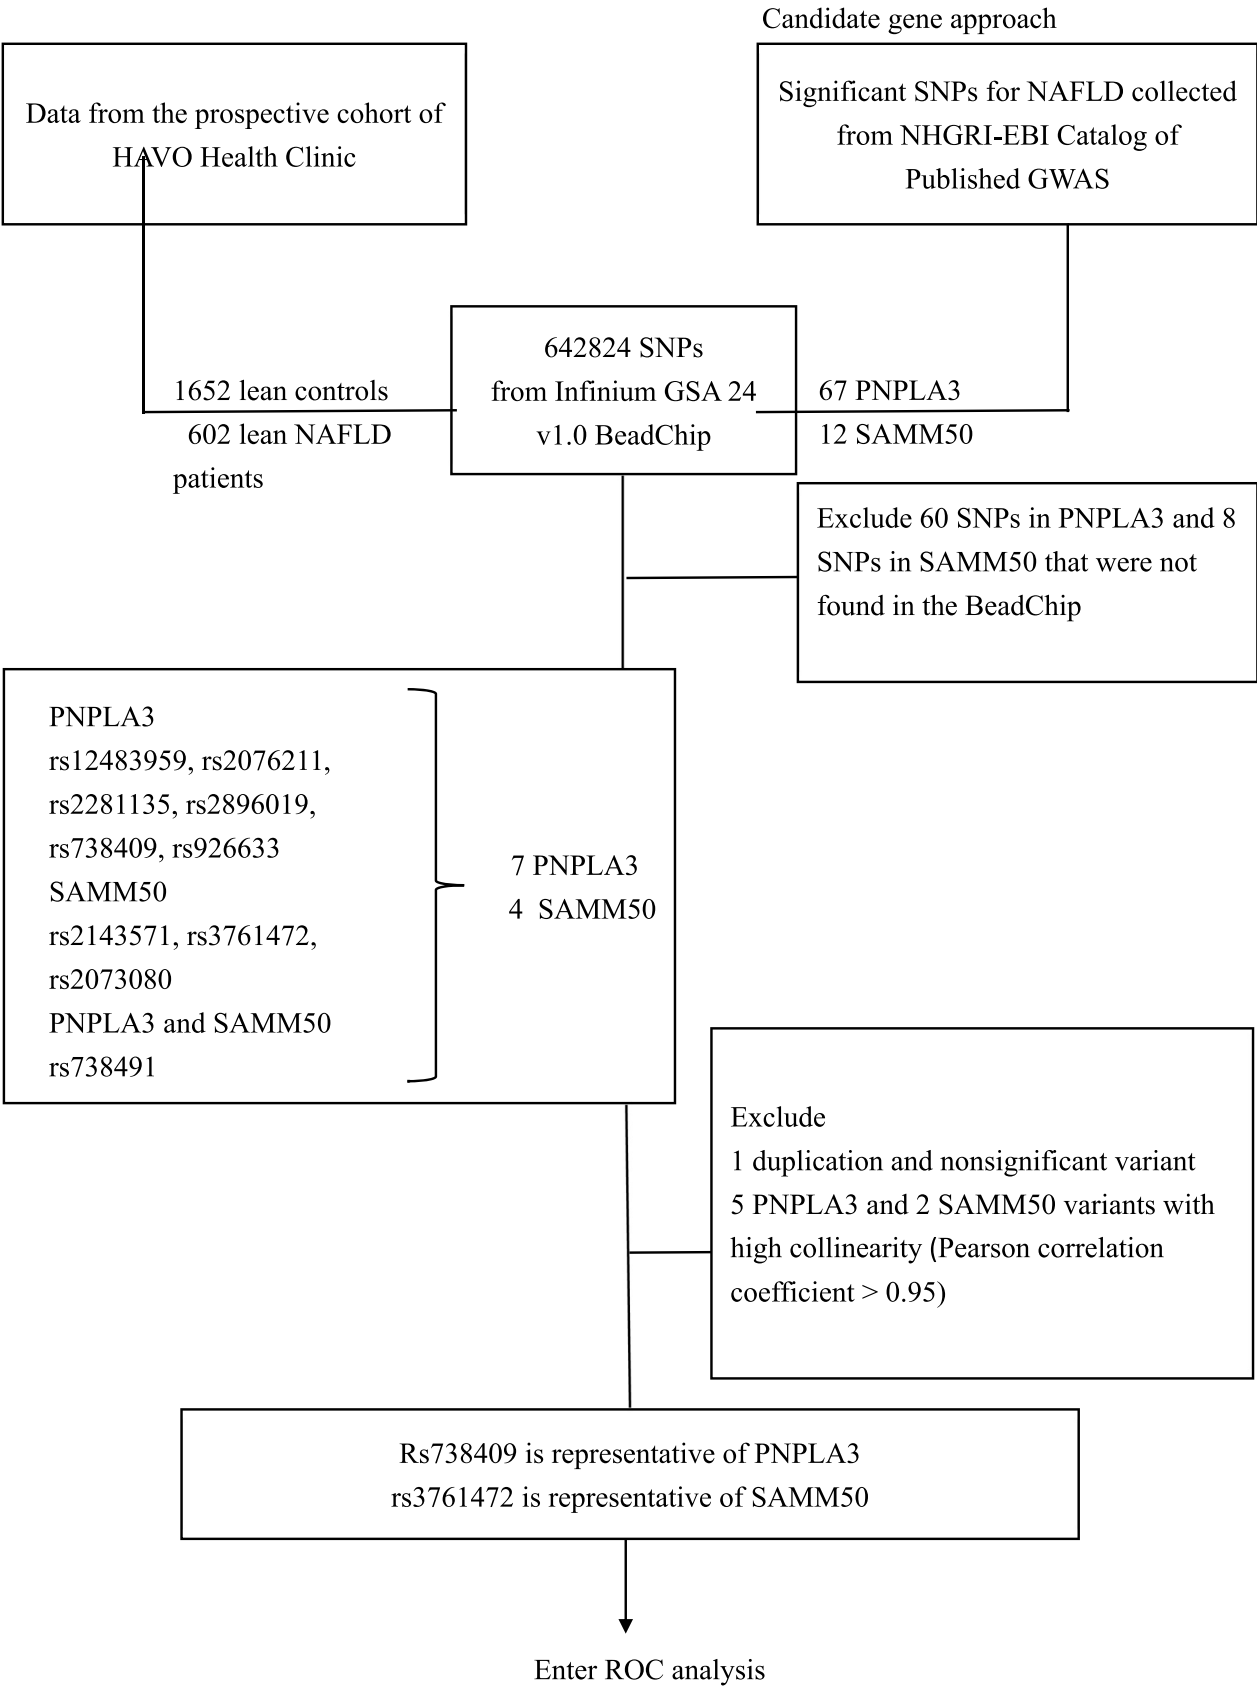 Candidate gene approach
Data from the prospective cohort of
HAVO Health Clinic
Significant SNPs for NAFLD collected
from NHGRI-EBI Catalog of
Published GWAS
642824 SNPs
from Infinium GSA 24
v1.0 BeadChip
1652 lean controls
602 lean NAFLD
patients
67 PNPLA3
12 SAMM50
Exclude 60 SNPs in PNPLA3 and 8
SNPs in SAMM50 that were not
found in the BeadChip
PNPLA3
rs12483959, rs2076211,
rs2281135, rs2896019,
rs738409, rs926633
SAMM50
rs2143571, rs3761472,
rs2073080
PNPLA3 and SAMM50
rs738491
7 PNPLA3
4 SAMM50
Exclude
1 duplication and nonsignificant variant
5 PNPLA3 and 2 SAMM50 variants with
high collinearity (Pearson correlation
coefficient > 0.95)
Rs738409 is representative of PNPLA3
rs3761472 is representative of SAMM50
Enter ROC analysis